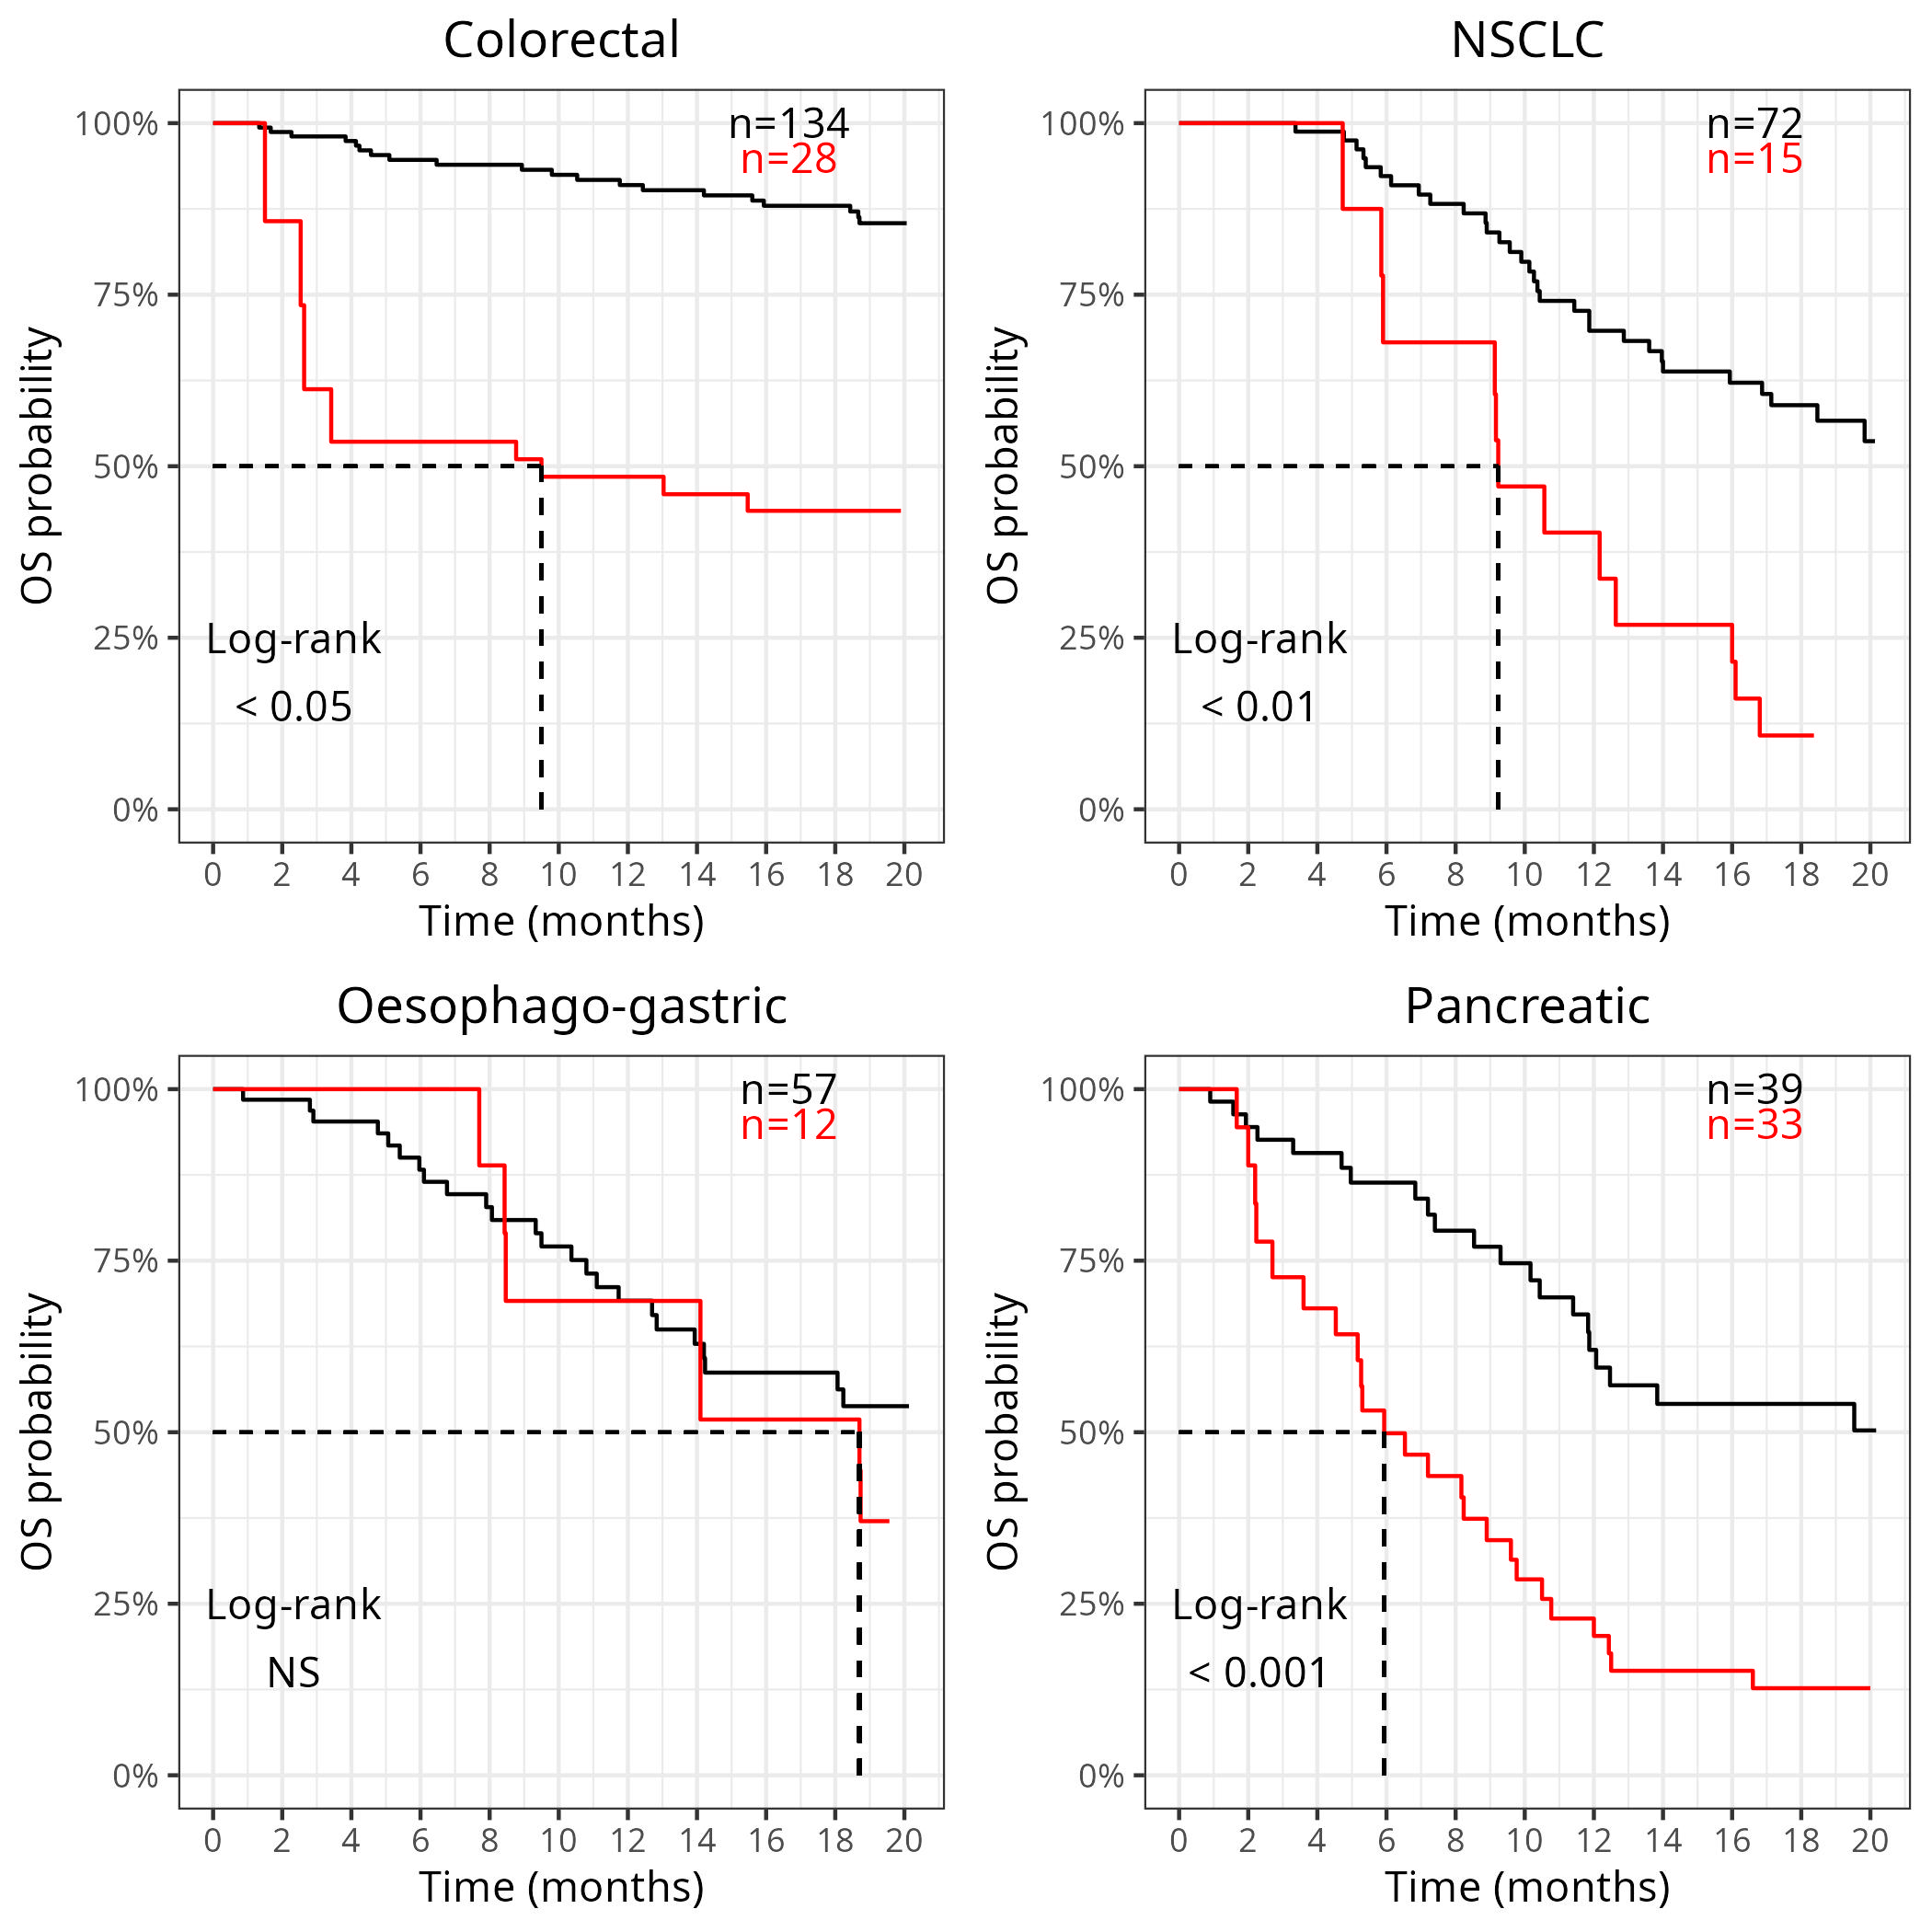 Colorectal
n=134
n=28
100%
75%
50%
25%
0%
OS probability
Log-rank
< 0.05
0 2 4 6 8 10 12 14 16 18 20
Time (months)
NSCLC
n=72
n=15
100%
75%
50%
25%
0%
OS probability
Log-rank
< 0.01
0 2 4 6 8 10 12 14 16 18 20
Time (months)
Oesophago-gastric
n=57
n=12
100%
75%
50%
25%
0%
OS probability
Log-rank
NS
0 2 4 6 8 10 12 14 16 18 20
Time (months)
Pancreatic
n=39
n=33
100%
75%
50%
25%
0%
OS probability
Log-rank
< 0.001
0 2 4 6 8 10 12 14 16 18 20
Time (months)